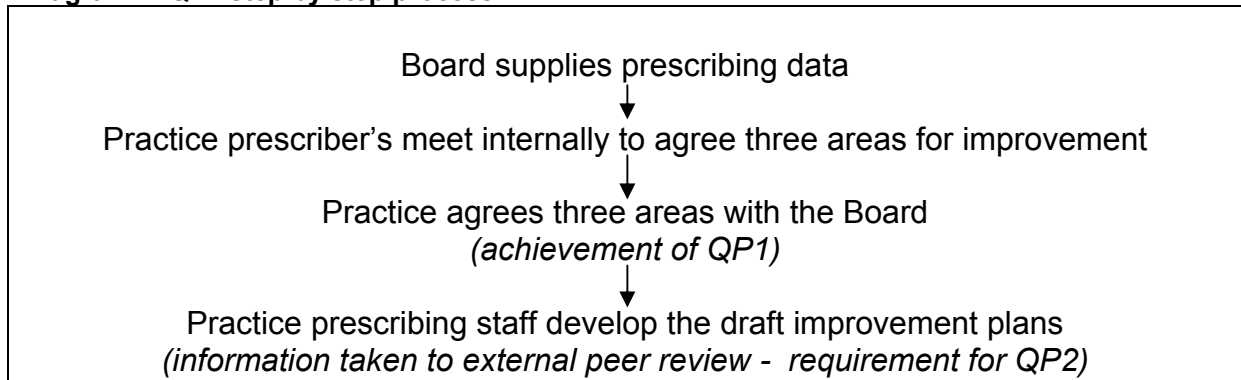 Board supplies prescribing data
Practice prescriber's meet internally to agree three areas for improvement
Practice agrees three areas with the Board
(achievement of QP1)
Practice prescribing staff develop the draft improvement plans
(information taken to external peer review - requirement for QP2)